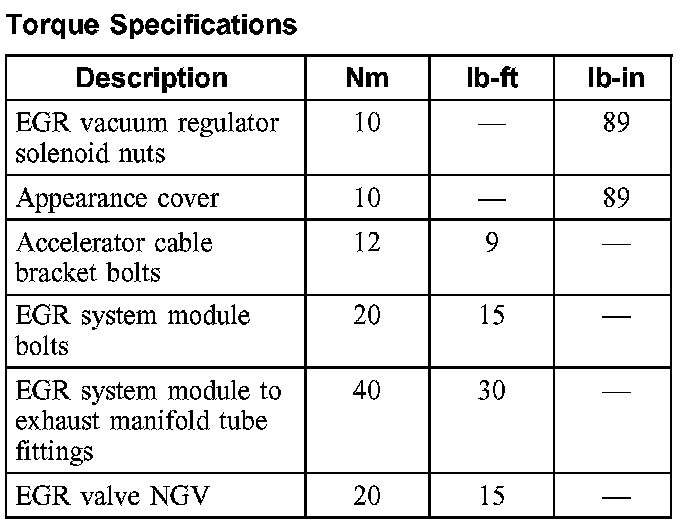 Torque Specifications
Description Nm lb-ft lb-in
EGR vacuum regulator 10 — 89
solenoid nuts
Appearance cover 10 — 89
Accelerator cable 12 9 —
bracket bolts
EGR system module 20 15 —
bolts
EGR system module to 40 30 —
exhaust manifold tube
fittings
EGR valve NGV 20 15 —